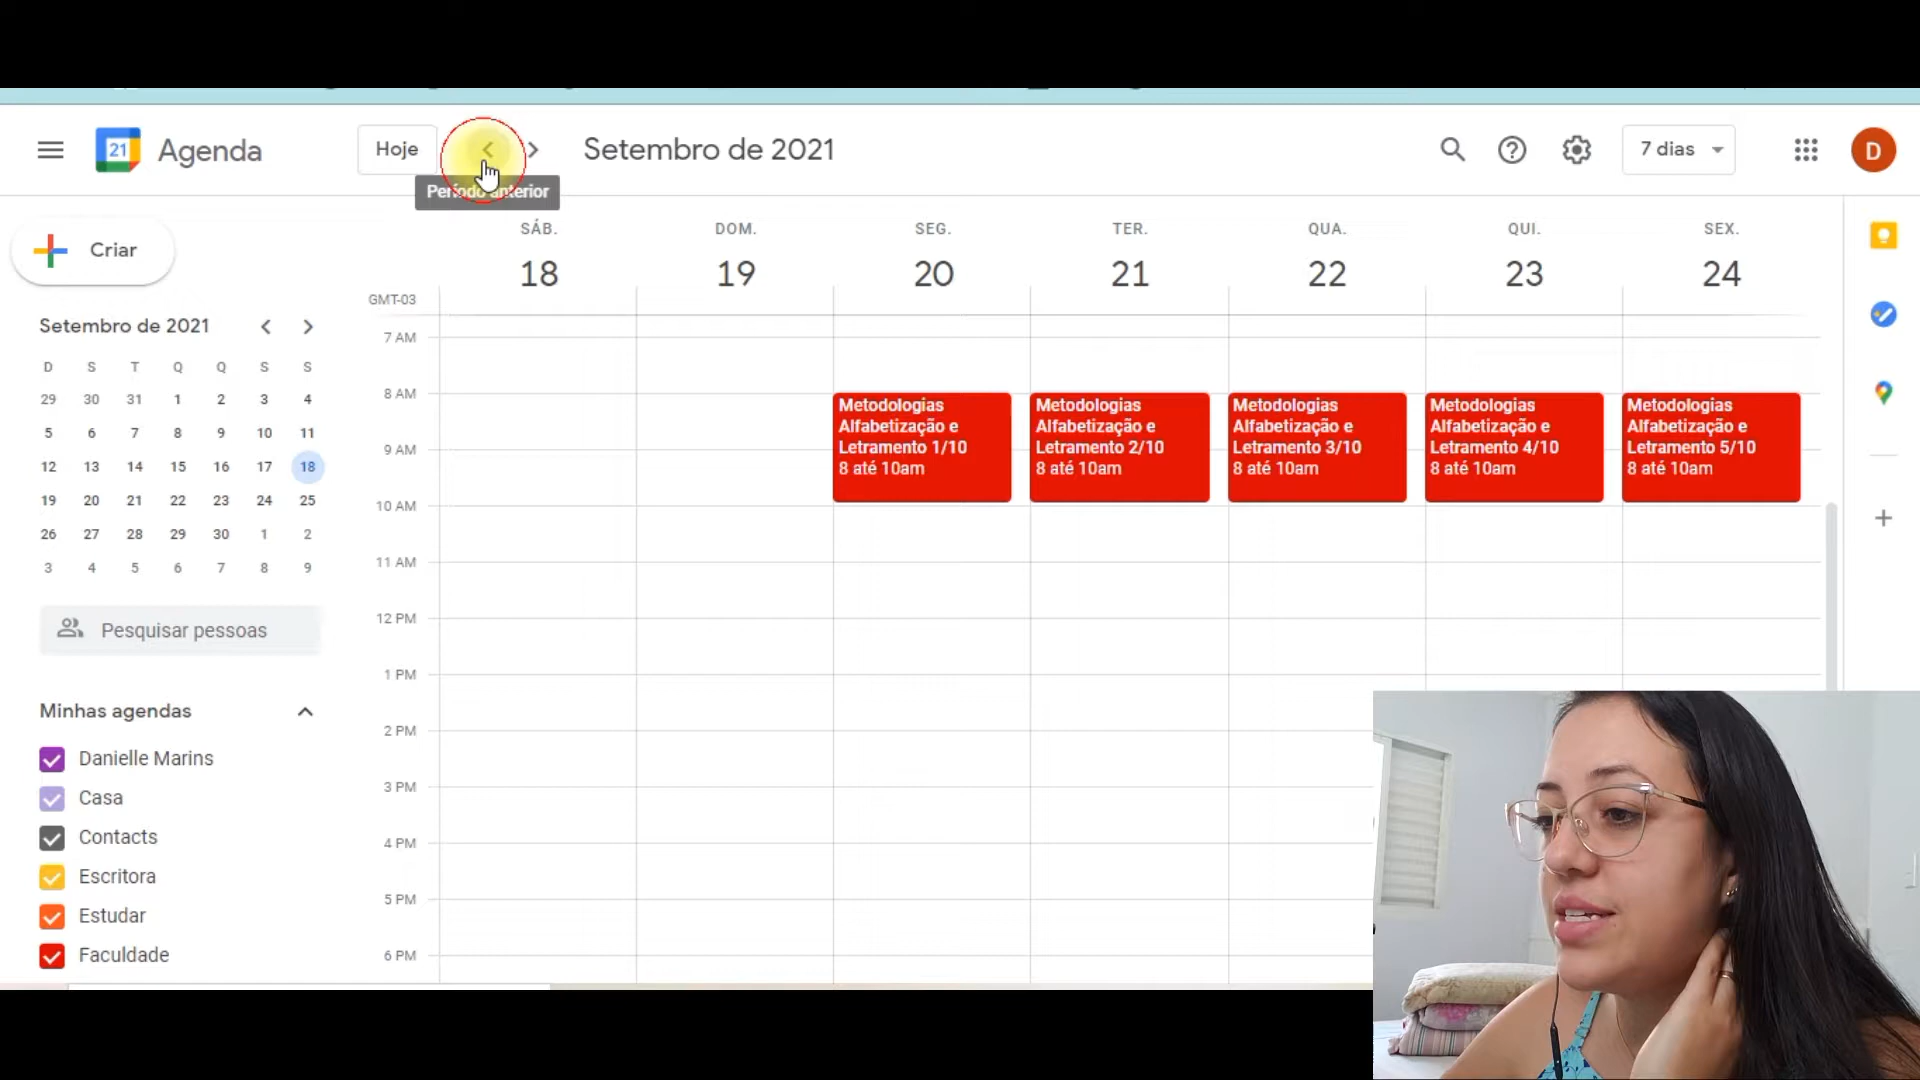 21 Agenda
Hoje
Setembro de 2021
7 dias
D
Período anterior
Criar
SÁB. DOM. SEG. TER. QUA. QUI. SEX.
18 19 20 21 22 23 24
GMT-03
Setembro de 2021
D S T Q Q S S
29 30 31 1 2 3 4
5 6 7 8 9 10 11
12 13 14 15 16 17 18
19 20 21 22 23 24 25
26 27 28 29 30 1 2
3 4 5 6 7 8 9
Pesquisar pessoas
Minhas agendas
Danielle Marins
Casa
Contacts
Escritora
Estudar
Faculdade
7 AM
8 AM
9 AM
10 AM
11 AM
12 PM
1 PM
2 PM
3 PM
4 PM
5 PM
6 PM
Metodologias
Alfabetização e
Letramento 1/10
8 até 10am
Metodologias
Alfabetização e
Letramento 2/10
8 até 10am
Metodologias
Alfabetização e
Letramento 3/10
8 até 10am
Metodologias
Alfabetização e
Letramento 4/10
8 até 10am
Metodologias
Alfabetização e
Letramento 5/10
8 até 10am